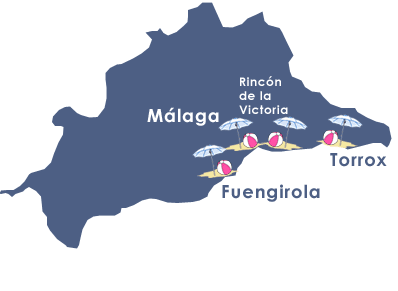 Rincón
de la
Victoria
Málaga
Torrox
Fuengirola